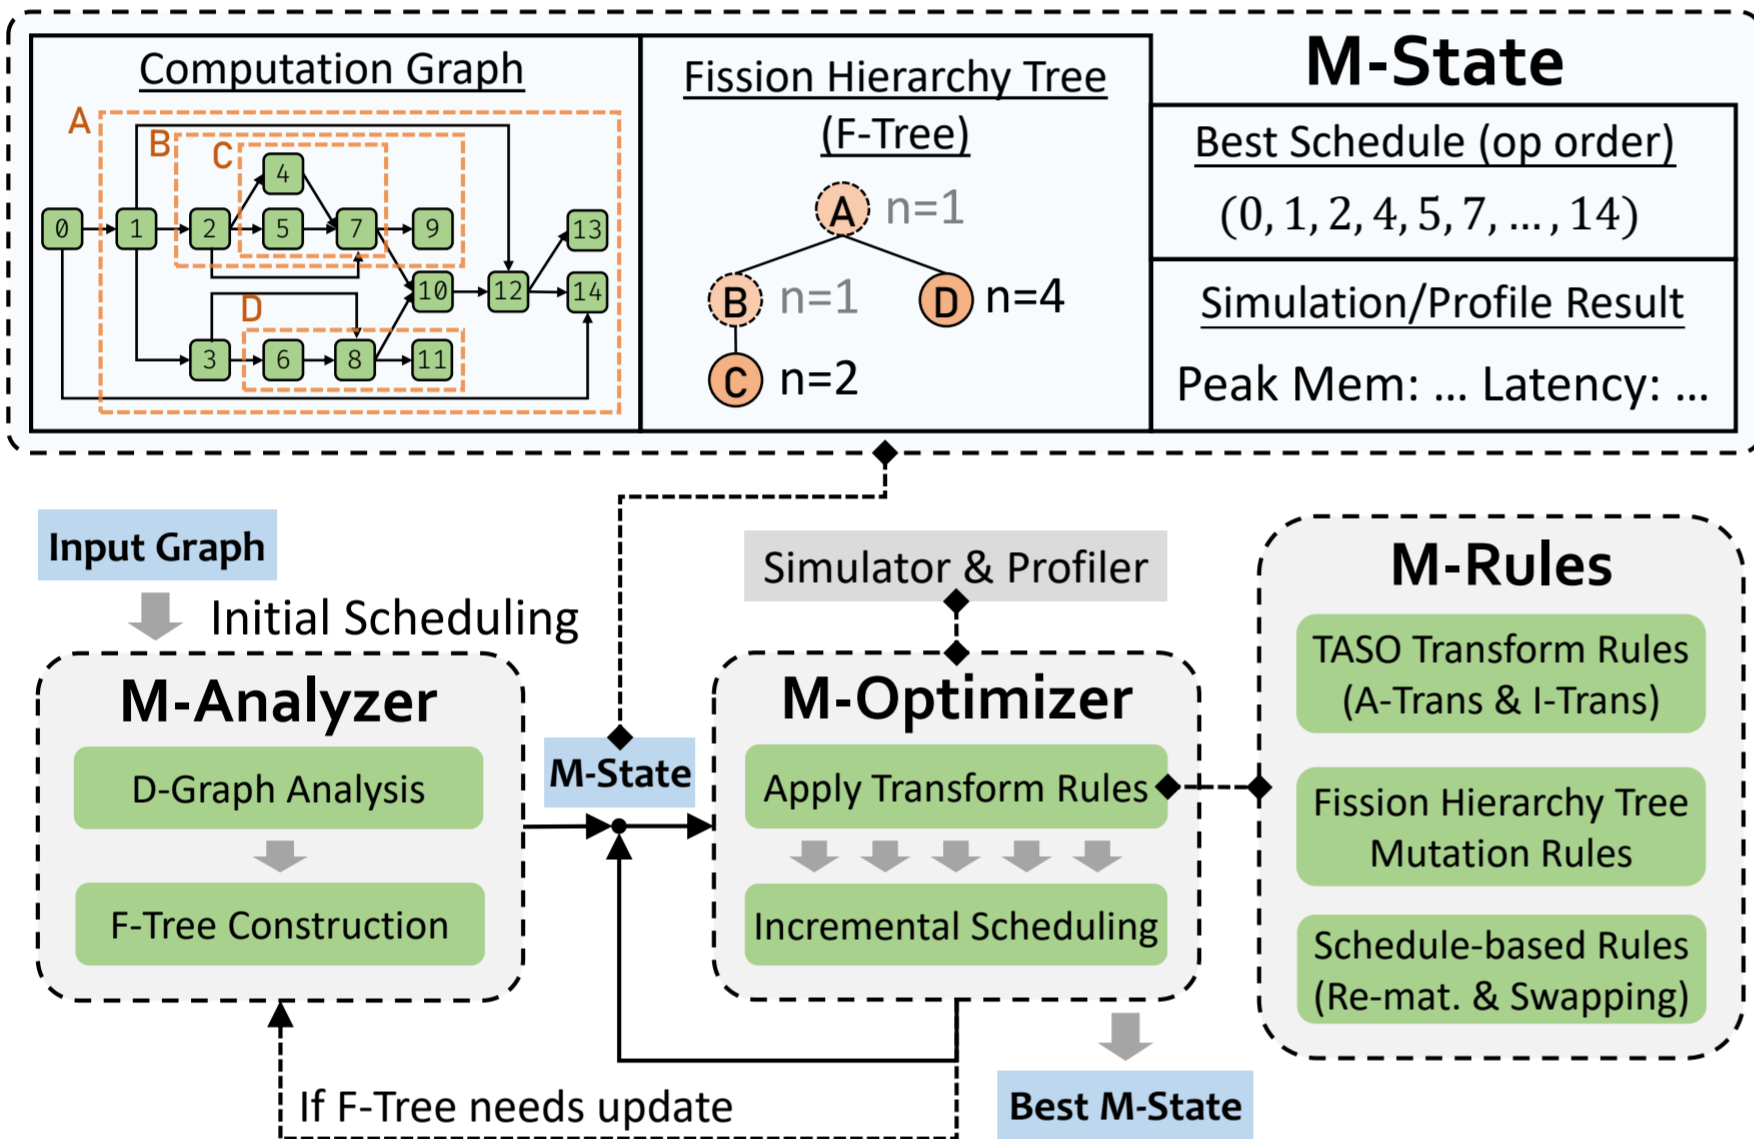 Computation Graph
A
B
C
4
0
1
2
5
7
9
13
10
12
14
D
3
6
8
11
Fission Hierarchy Tree
(F-Tree)
A n=1
B n=1
D n=4
C n=2
M-State
Best Schedule (op order)
(0, 1, 2, 4, 5, 7, ... , 14)
Simulation/Profile Result
Peak Mem: ... Latency: ...
Input Graph
Initial Scheduling
M-Analyzer
D-Graph Analysis
F-Tree Construction
M-State
Simulator & Profiler
M-Optimizer
Apply Transform Rules
Incremental Scheduling
If F-Tree needs update
Best M-State
M-Rules
TASO Transform Rules
(A-Trans & I-Trans)
Fission Hierarchy Tree
Mutation Rules
Schedule-based Rules
(Re-mat. & Swapping)